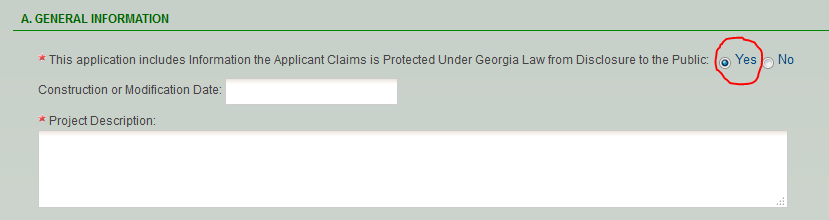 A. GENERAL INFORMATION
* This application includes Information the Applicant Claims is Protected Under Georgia Law from Disclosure to the Public: Yes No
Construction or Modification Date:
* Project Description: